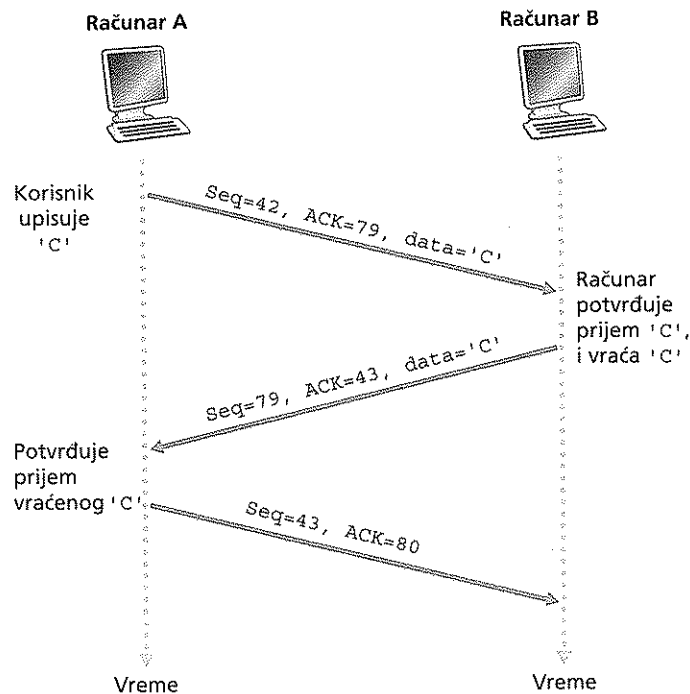 Računar A
Računar B
Korisnik
upisuje
'C'
Seq=42, ACK=79, data='C'
Računar
potvrđuje
prijem 'C',
i vraća 'C'
Seq=79, ACK=43, data='C'
Potvrđuje
prijem
vraćenog 'C'
Seq=43, ACK=80
Vreme
Vreme